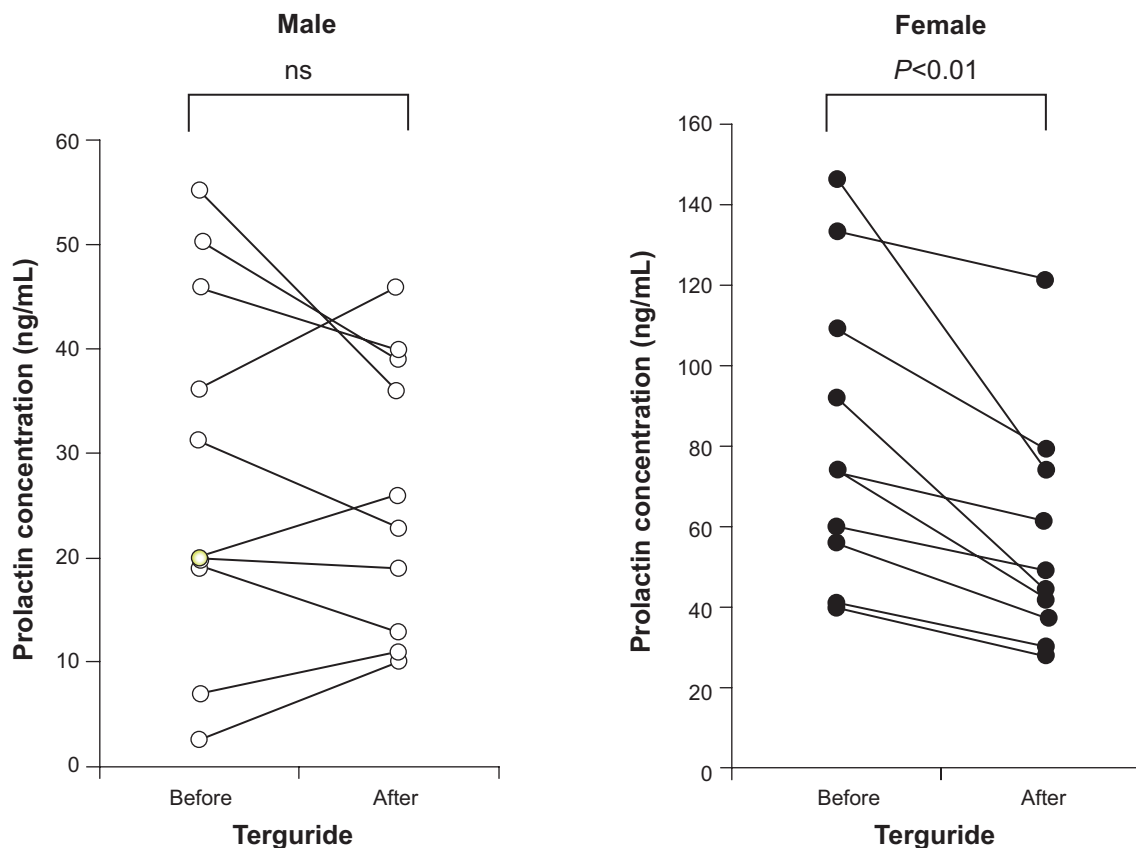 Male
ns
Prolactin concentration (ng/mL)
60
50
40
30
20
10
0
Before
After
Terguride
Female
P<0.01
Prolactin concentration (ng/mL)
160
140
120
100
80
60
40
20
0
Before
After
Terguride